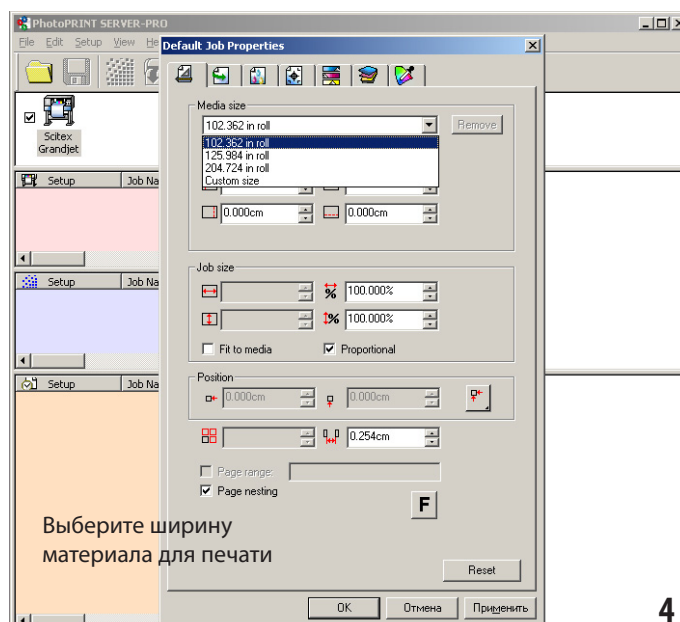 PhotoPRINT SERVER-PRO
File Edit Setup View He
Default Job Properties
Scitex
Grandjet
Media size
102.362 in roll
Remove
102.362 in roll
125.984 in roll
204.724 in roll
Custom size
0.000cm 0.000cm
Setup Job Na
Job size
% 100.000%
% 100.000%
Fit to media Proportional
Setup Job Na
Position
0.000cm 0.000cm
Setup Job Na
0.254cm
Page range:
Page nesting
F
Выберите ширину
материала для печати
Reset
OK Отмена Применить
4